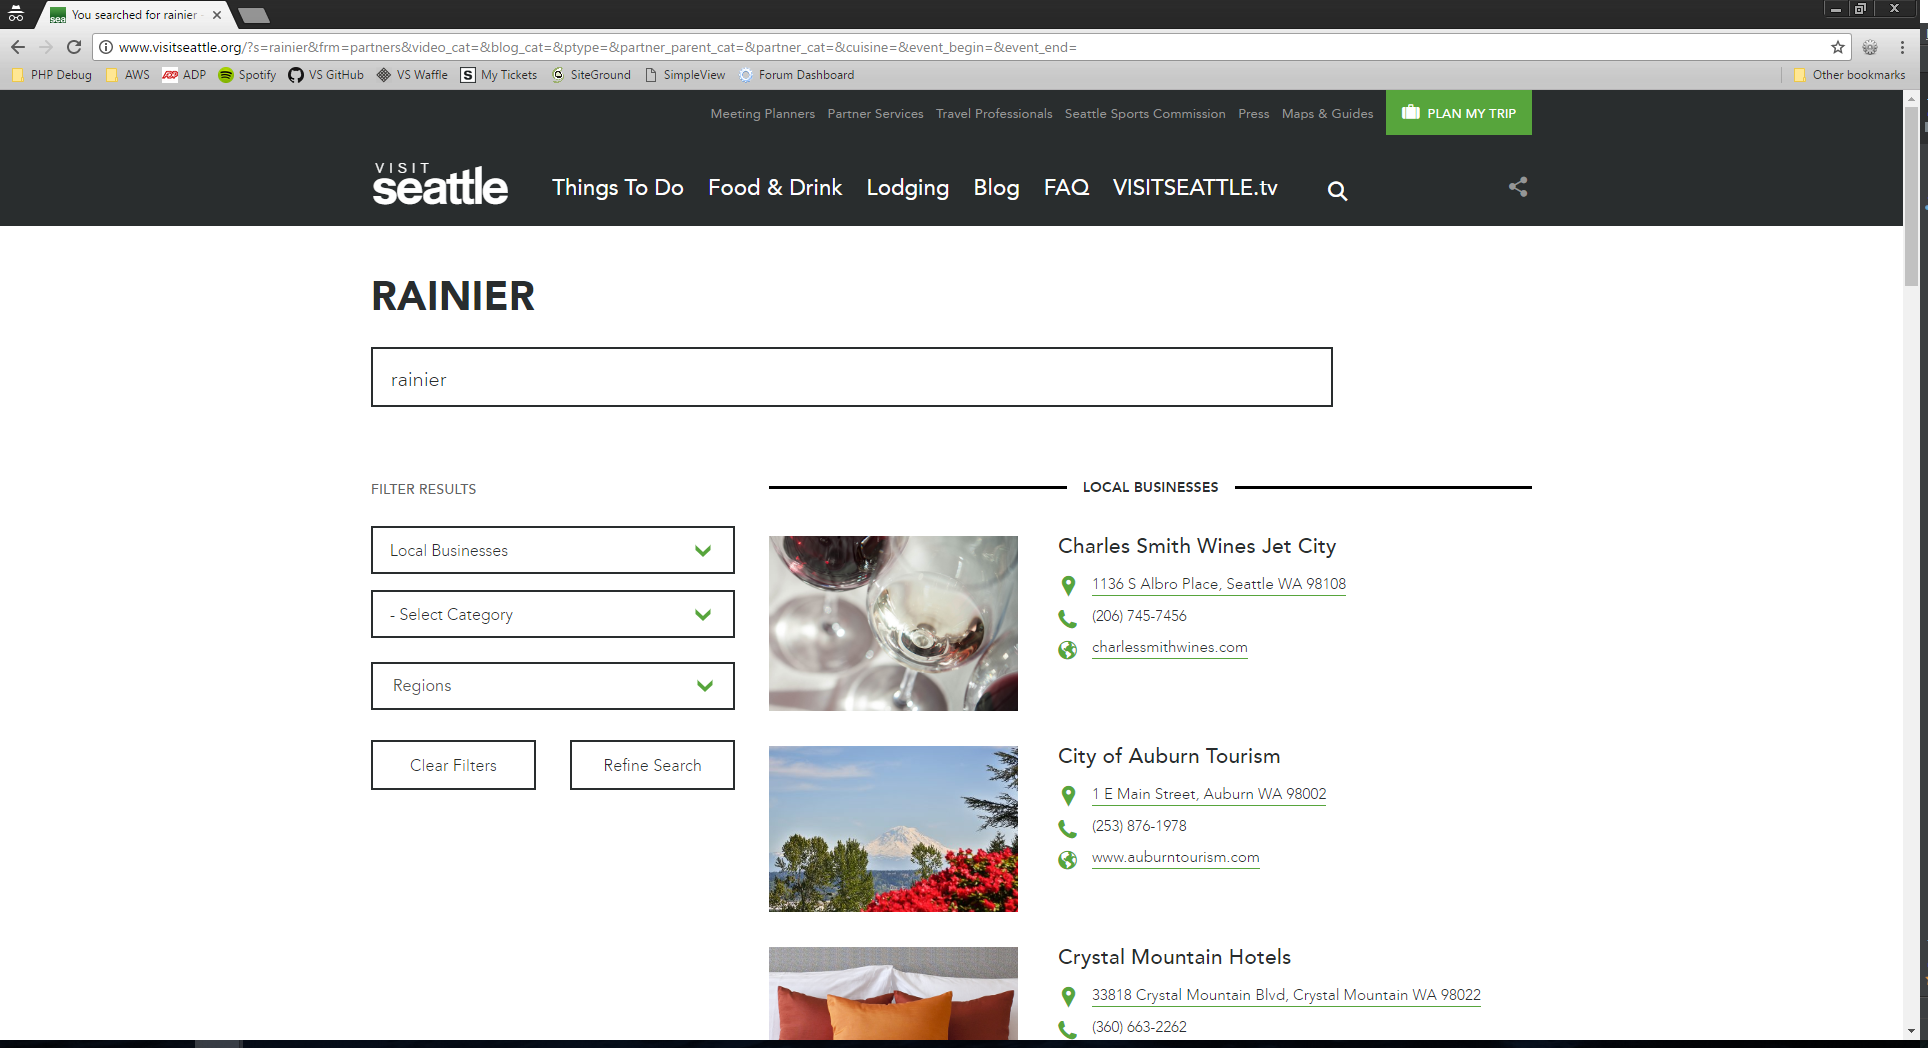 You searched for rainier
www.visitseattle.org/?s=rainier&frm=partners&video_cat=&blog_cat=&ptype=&partner_parent_cat=&partner_cat=&cuisine=&event_begin=&event_end=
PHP Debug AWS ADP Spotify VS GitHub VS Waffle S My Tickets SiteGround SimpleView Forum Dashboard Other bookmarks
Meeting Planners Partner Services Travel Professionals Seattle Sports Commission Press Maps & Guides PLAN MY TRIP
VISIT
seattle
Things To Do Food & Drink Lodging Blog FAQ VISITSEATTLE.tv
RAINIER
rainier
FILTER RESULTS
Local Businesses
- Select Category
Regions
Clear Filters Refine Search
LOCAL BUSINESSES
Charles Smith Wines Jet City
1136 S Albro Place, Seattle WA 98108
(206) 745-7456
charlessmithwines.com
City of Auburn Tourism
1 E Main Street, Auburn WA 98002
(253) 876-1978
www.auburntourism.com
Crystal Mountain Hotels
33818 Crystal Mountain Blvd, Crystal Mountain WA 98022
(360) 663-2262